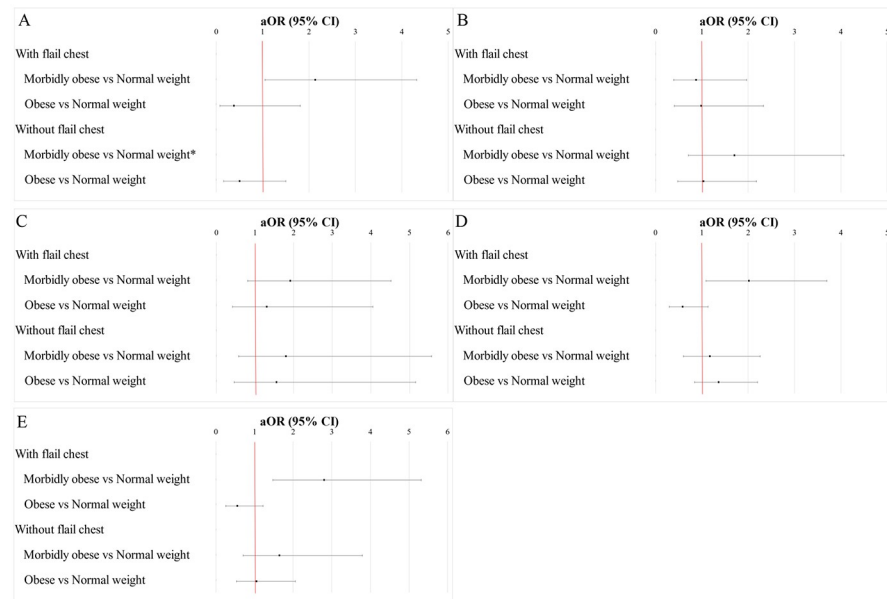 A
aOR (95% CI)
0 1 2 3 4 5
With flail chest
Morbidly obese vs Normal weight
Obese vs Normal weight
Without flail chest
Morbidly obese vs Normal weight*
Obese vs Normal weight
B
aOR (95% CI)
0 1 2 3 4 5
With flail chest
Morbidly obese vs Normal weight
Obese vs Normal weight
Without flail chest
Morbidly obese vs Normal weight
Obese vs Normal weight
C
aOR (95% CI)
0 1 2 3 4 5 6
With flail chest
Morbidly obese vs Normal weight
Obese vs Normal weight
Without flail chest
Morbidly obese vs Normal weight
Obese vs Normal weight
D
aOR (95% CI)
0 1 2 3 4 5
With flail chest
Morbidly obese vs Normal weight
Obese vs Normal weight
Without flail chest
Morbidly obese vs Normal weight
Obese vs Normal weight
E
aOR (95% CI)
0 1 2 3 4 5 6
With flail chest
Morbidly obese vs Normal weight
Obese vs Normal weight
Without flail chest
Morbidly obese vs Normal weight
Obese vs Normal weight